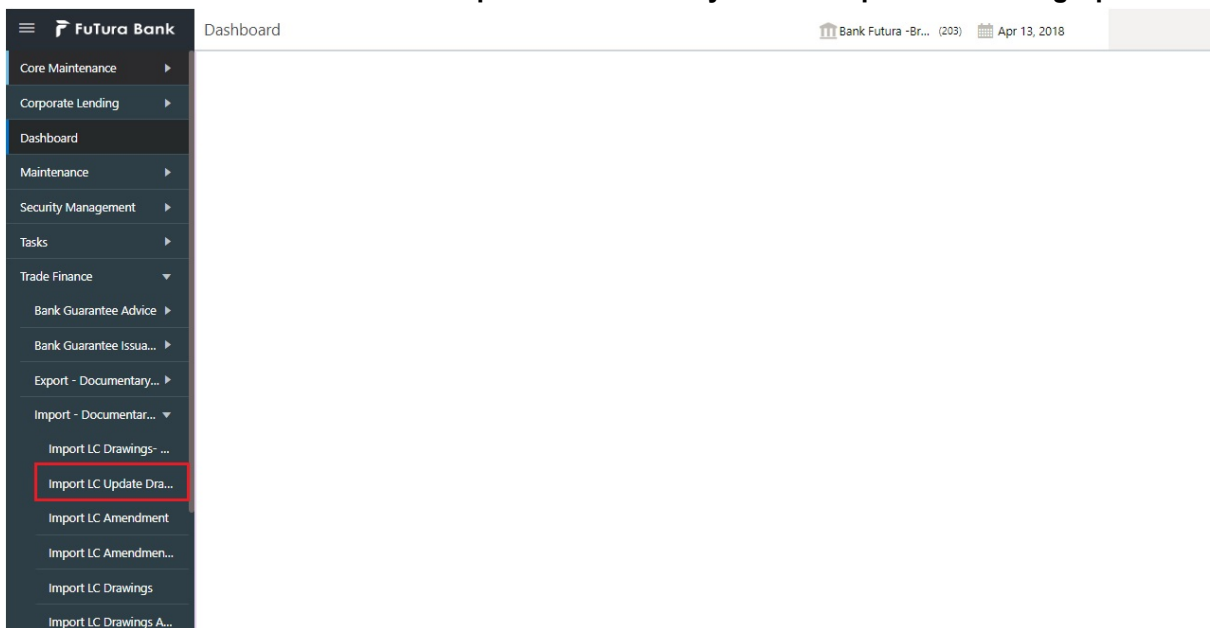 FuTura Bank
Dashboard
Bank Futura -Br... (203)
Apr 13, 2018
Core Maintenance
Corporate Lending
Dashboard
Maintenance
Security Management
Tasks
Trade Finance
Bank Guarantee Advice
Bank Guarantee Issua...
Export - Documentary...
Import - Documentar...
Import LC Drawings- ...
Import LC Update Dra...
Import LC Amendment
Import LC Amendmen...
Import LC Drawings
Import LC Drawings A...